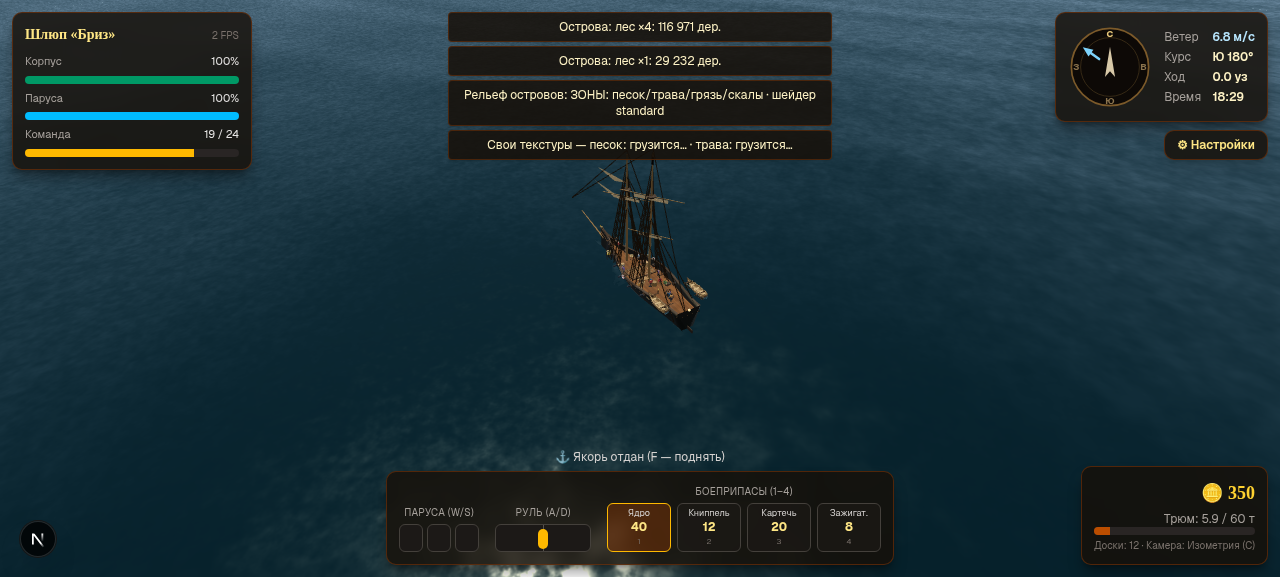 Шлюп «Бриз» 2 FPS
Корпус 100%
Паруса 100%
Команда 19 / 24
Острова: лес ×4: 116 971 дер.
Острова: лес ×1: 29 232 дер.
Рельеф островов: ЗОНЫ: песок/трава/грязь/скалы · шейдер
standard
Свои текстуры — песок: грузится… · трава: грузится…
С
З
В
Ю
Ветер 6.8 м/с
Курс Ю 180°
Ход 0.0 уз
Время 18:29
⚙ Настройки
⚓ Якорь отдан (F — поднять)
ПАРУСА (W/S)
РУЛЬ (A/D)
БОЕПРИПАСЫ (1–4)
Ядро
40
1
Книппель
12
2
Картечь
20
3
Зажигат.
8
4
🪙 350
Трюм: 5.9 / 60 т
Доски: 12 · Камера: Изометрия (C)
N